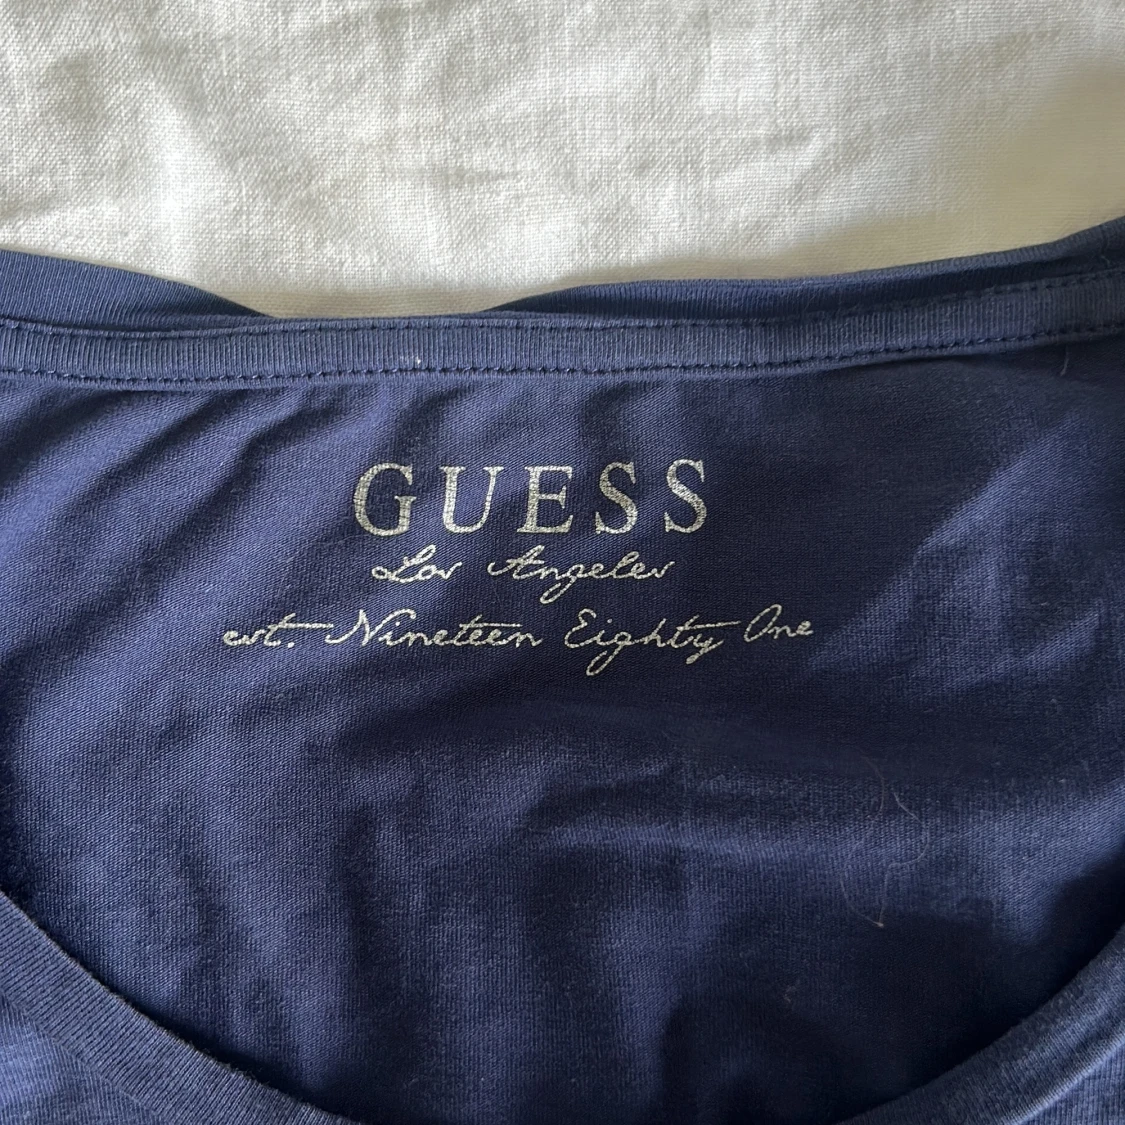 GUESS
Los Angeles
est. Nineteen Eighty One